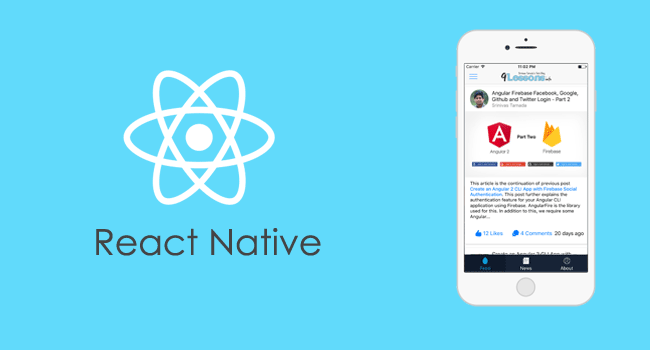 React Native
Carrier
11:52 PM
9Lessons.info
Angular Firebase Facebook, Google,
Github and Twitter Login - Part 2
Srinivas Tamada
Part Two
Angular 2
Firebase
This article is the continuation of previous post
Create an Angular 2 CLI App with Firebase Social
Authentication. This post further explains the
authentication feature for your Angular CLI
application using Firebase. AngularFire is the library
used for this. In addition to this, we require some
Angular...
12 Likes
4 Comments
20 days ago
Feed
News
About